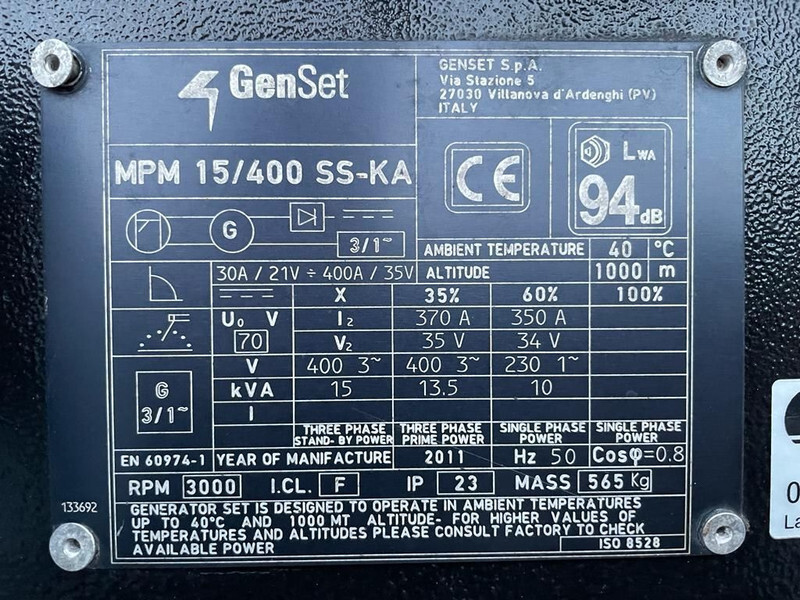 GenSet
GENSET S.p.A.
Via Stazione 5
27030 Villanova d'Ardenghi (PV)
ITALY
MPM 15/400 SS-KA
CE
LWA
94dB
G
3/1~
AMBIENT TEMPERATURE 40 °C
30A / 21V ÷ 400A / 35V ALTITUDE 1000 m
X 35% 60% 100%
U₀ V I₂ 370 A 350 A
70 V₂ 35 V 34 V
V 400 3~ 400 3~ 230 1~
G
3/1~
kVA 15 13.5 10
I
THREE PHASE STAND-BY POWER THREE PHASE PRIME POWER SINGLE PHASE POWER SINGLE PHASE POWER
EN 60974-1 YEAR OF MANIFACTURE 2011 Hz 50 Cosφ=0.8
RPM 3000 I.CL. F IP 23 MASS 565 Kg
133692
GENERATOR SET IS DESIGNED TO OPERATE IN AMBIENT TEMPERATURES
UP TO 40°C AND 1000 MT ALTITUDE- FOR HIGHER VALUES OF
TEMPERATURES AND ALTITUDES PLEASE CONSULT FACTORY TO CHECK
AVAILABLE POWER
ISO 8528
0
La